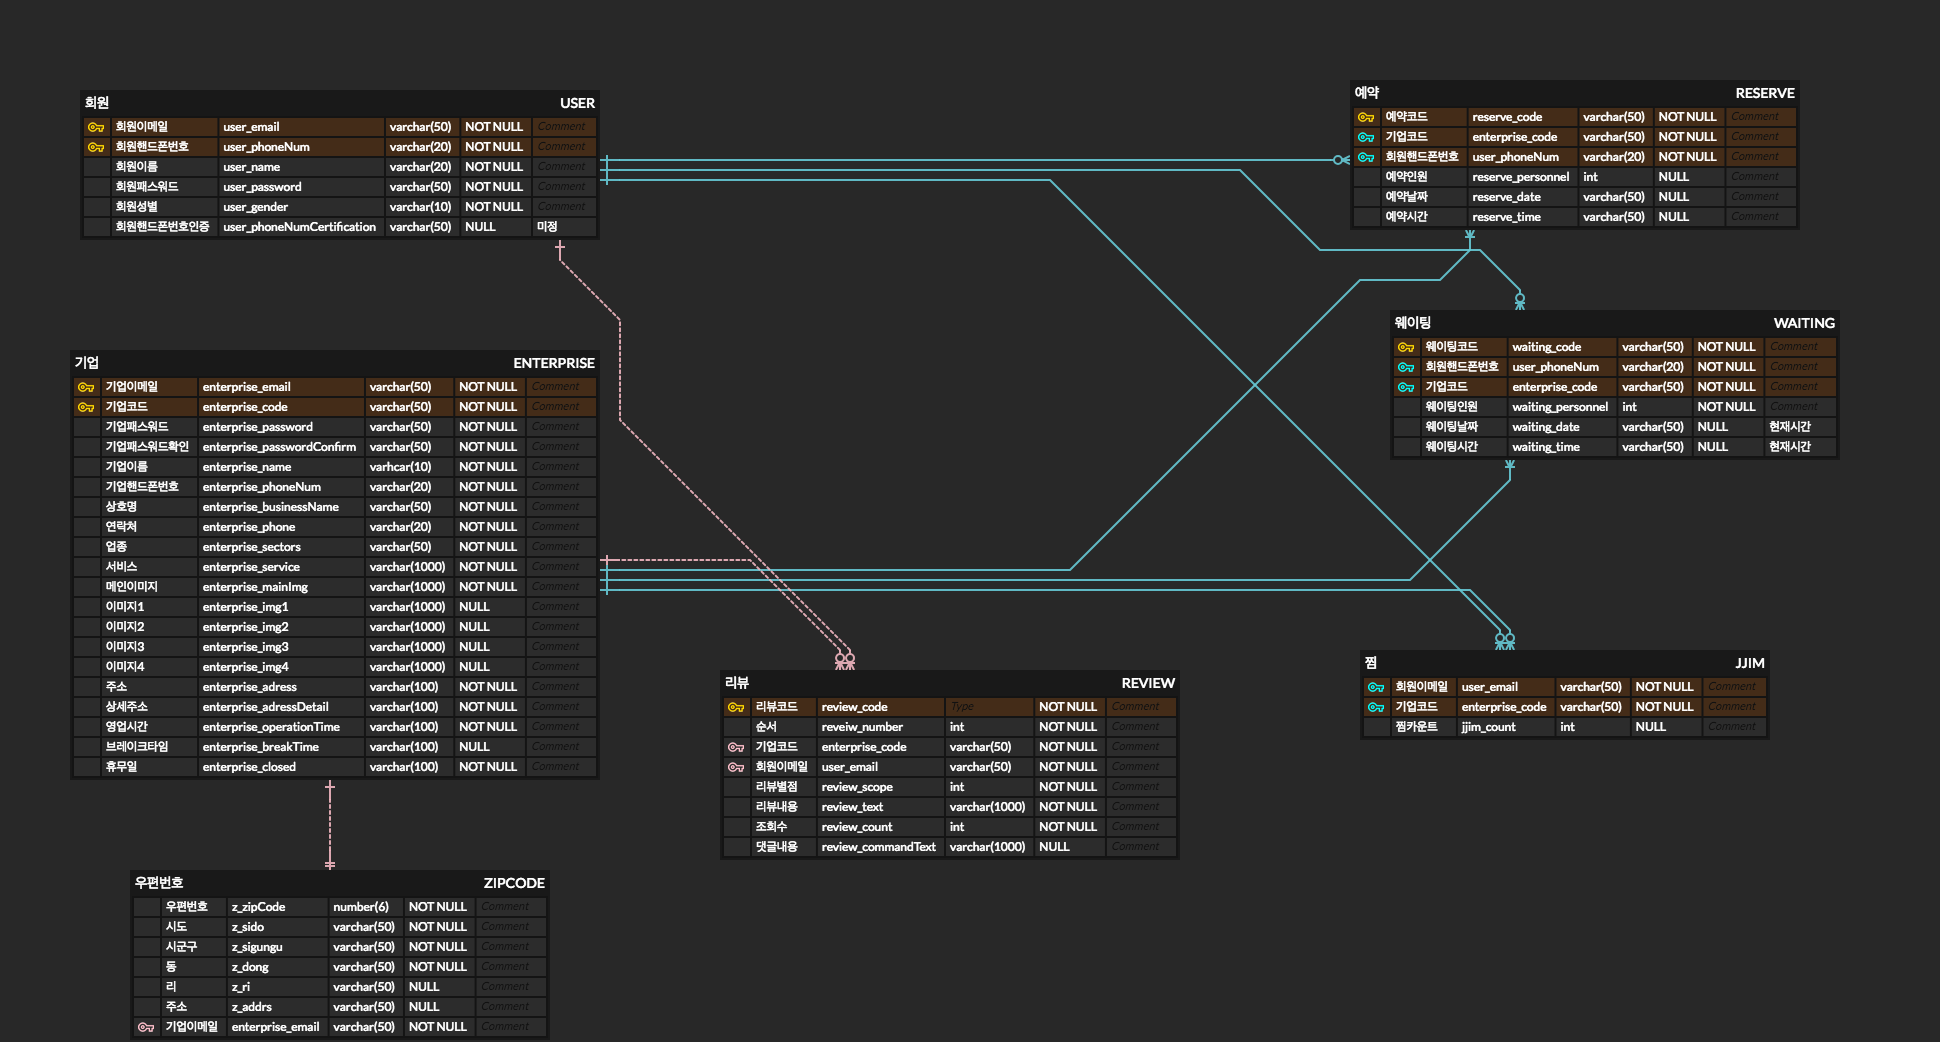 회원 USER
회원이메일 user_email varchar(50) NOT NULL Comment
회원핸드폰번호 user_phoneNum varchar(20) NOT NULL Comment
회원이름 user_name varchar(20) NOT NULL Comment
회원패스워드 user_password varchar(50) NOT NULL Comment
회원성별 user_gender varchar(10) NOT NULL Comment
회원핸드폰번호인증 user_phoneNumCertification varchar(50) NULL 미정
예약 RESERVE
예약코드 reserve_code varchar(50) NOT NULL Comment
기업코드 enterprise_code varchar(50) NOT NULL Comment
회원핸드폰번호 user_phoneNum varchar(20) NOT NULL Comment
예약인원 reserve_personnel int NULL Comment
예약날짜 reserve_date varchar(50) NULL Comment
예약시간 reserve_time varchar(50) NULL Comment
웨이팅 WAITING
웨이팅코드 waiting_code varchar(50) NOT NULL Comment
회원핸드폰번호 user_phoneNum varchar(20) NOT NULL Comment
기업코드 enterprise_code varchar(50) NOT NULL Comment
웨이팅인원 waiting_personnel int NOT NULL Comment
웨이팅날짜 waiting_date varchar(50) NULL 현재시간
웨이팅시간 waiting_time varchar(50) NULL 현재시간
기업 ENTERPRISE
기업이메일 enterprise_email varchar(50) NOT NULL Comment
기업코드 enterprise_code varchar(50) NOT NULL Comment
기업패스워드 enterprise_password varchar(50) NOT NULL Comment
기업패스워드확인 enterprise_passwordConfirm varchar(50) NOT NULL Comment
기업이름 enterprise_name varhcar(10) NOT NULL Comment
기업핸드폰번호 enterprise_phoneNum varchar(20) NOT NULL Comment
상호명 enterprise_businessName varchar(50) NOT NULL Comment
연락처 enterprise_phone varchar(20) NOT NULL Comment
업종 enterprise_sectors varchar(50) NOT NULL Comment
서비스 enterprise_service varchar(1000) NOT NULL Comment
메인이미지 enterprise_mainImg varchar(1000) NOT NULL Comment
이미지1 enterprise_img1 varchar(1000) NULL Comment
이미지2 enterprise_img2 varchar(1000) NULL Comment
이미지3 enterprise_img3 varchar(1000) NULL Comment
이미지4 enterprise_img4 varchar(1000) NULL Comment
주소 enterprise_adress varchar(100) NOT NULL Comment
상세주소 enterprise_adressDetail varchar(100) NOT NULL Comment
영업시간 enterprise_operationTime varchar(100) NOT NULL Comment
브레이크타임 enterprise_breakTime varchar(100) NULL Comment
휴무일 enterprise_closed varchar(100) NOT NULL Comment
리뷰 REVIEW
리뷰코드 review_code Type NOT NULL Comment
순서 reveiw_number int NOT NULL Comment
기업코드 enterprise_code varchar(50) NOT NULL Comment
회원이메일 user_email varchar(50) NOT NULL Comment
리뷰별점 review_scope int NOT NULL Comment
리뷰내용 review_text varchar(1000) NOT NULL Comment
조회수 review_count int NOT NULL Comment
댓글내용 review_commandText varchar(1000) NULL Comment
찜 JJIM
회원이메일 user_email varchar(50) NOT NULL Comment
기업코드 enterprise_code varchar(50) NOT NULL Comment
찜카운트 jjim_count int NULL Comment
우편번호 ZIPCODE
우편번호 z_zipCode number(6) NOT NULL Comment
시도 z_sido varchar(50) NOT NULL Comment
시군구 z_sigungu varchar(50) NOT NULL Comment
동 z_dong varchar(50) NOT NULL Comment
리 z_ri varchar(50) NULL Comment
주소 z_addrs varchar(50) NULL Comment
기업이메일 enterprise_email varchar(50) NOT NULL Comment